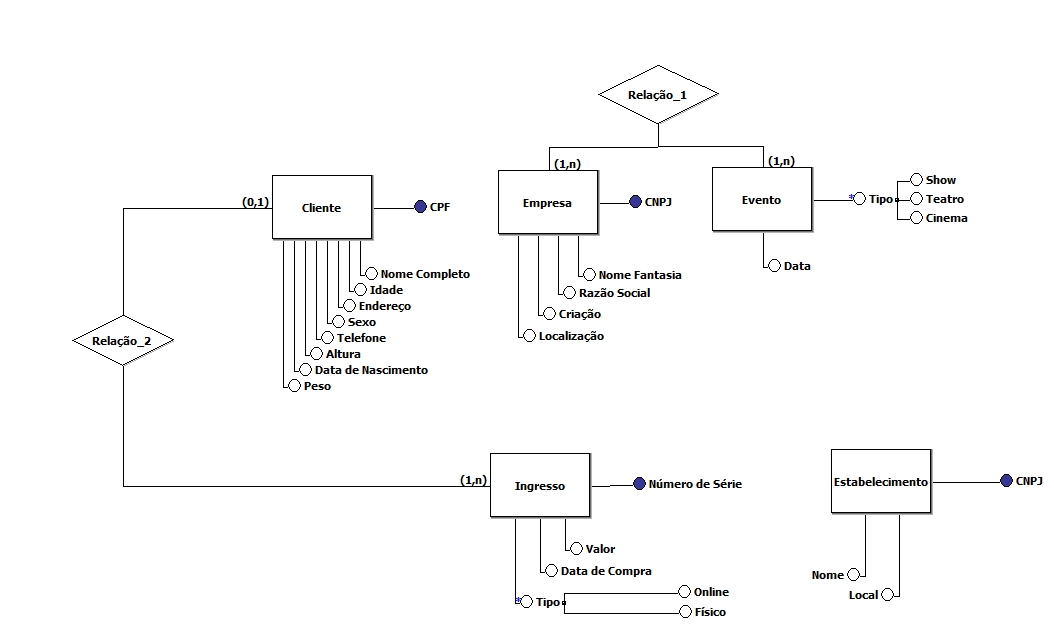 Relação_1
(1,n)
(1,n)
(0,1)
Cliente
CPF
Nome Completo
Idade
Endereço
Sexo
Telefone
Altura
Data de Nascimento
Peso
Empresa
CNPJ
Nome Fantasia
Razão Social
Criação
Localização
Evento
* Tipo
Show
Teatro
Cinema
Data
Relação_2
(1,n)
Ingresso
Número de Série
Valor
Data de Compra
* Tipo
Online
Físico
Estabelecimento
CNPJ
Nome
Local